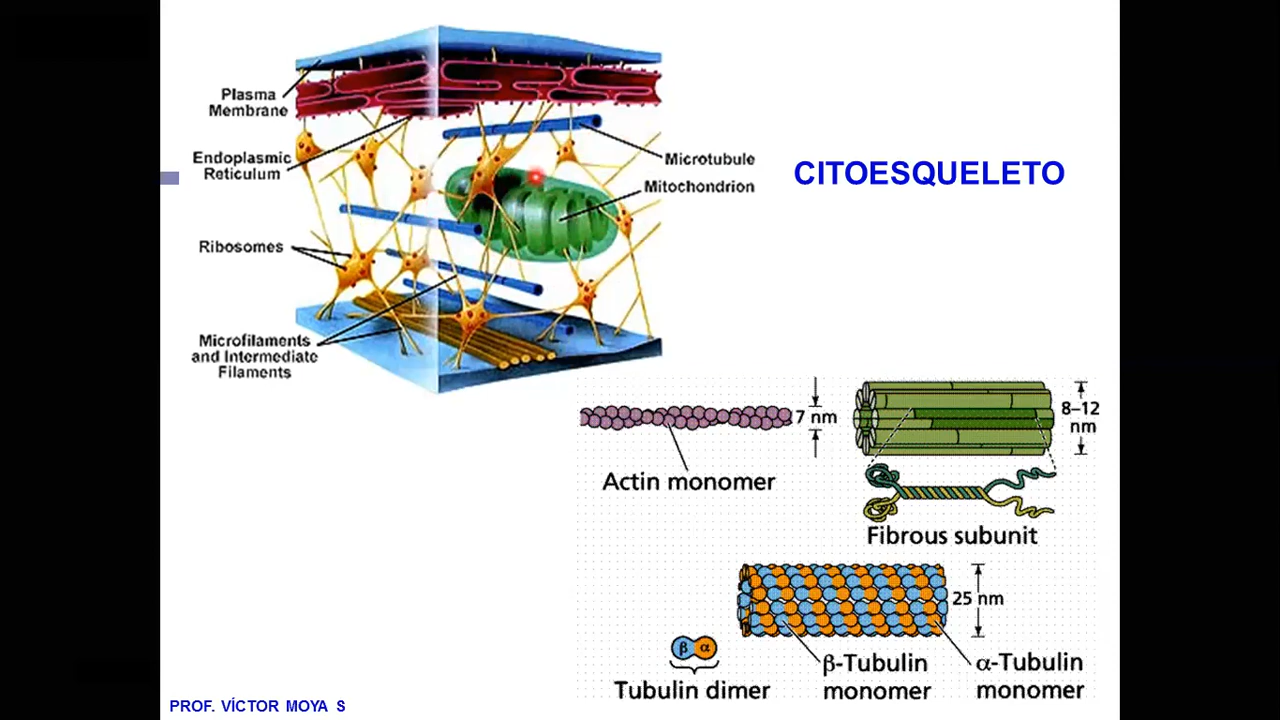 Plasma
Membrane
Endoplasmic
Reticulum
Ribosomes
Microfilaments
and Intermediate
Filaments
Microtubule
Mitochondrion
CITOESQUELETO
7 nm
Actin monomer
8–12
nm
Fibrous subunit
25 nm
β α
Tubulin dimer
β-Tubulin
monomer
α-Tubulin
monomer
PROF. VÍCTOR MOYA S